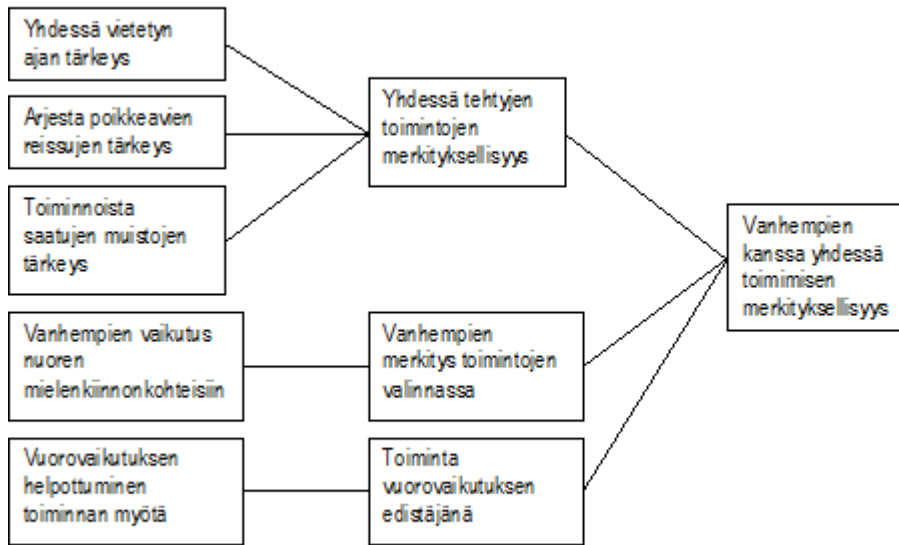 Yhdessä vietetyn
ajan tärkeys
Arjesta poikkeavien
reissujen tärkeys
Toiminnoista
saatujen muistojen
tärkeys
Vanhempien vaikutus
nuoren
mielenkiinnonkohteisiin
Vuorovaikutuksen
helpottuminen
toiminnan myötä
Yhdessä tehtyjen
toimintojen
merkityksellisyys
Vanhempien
merkitys toimintojen
valinnassa
Toiminta
vuorovaikutuksen
edistäjänä
Vanhempien
kanssa yhdessä
toimimisen
merkityksellisyys